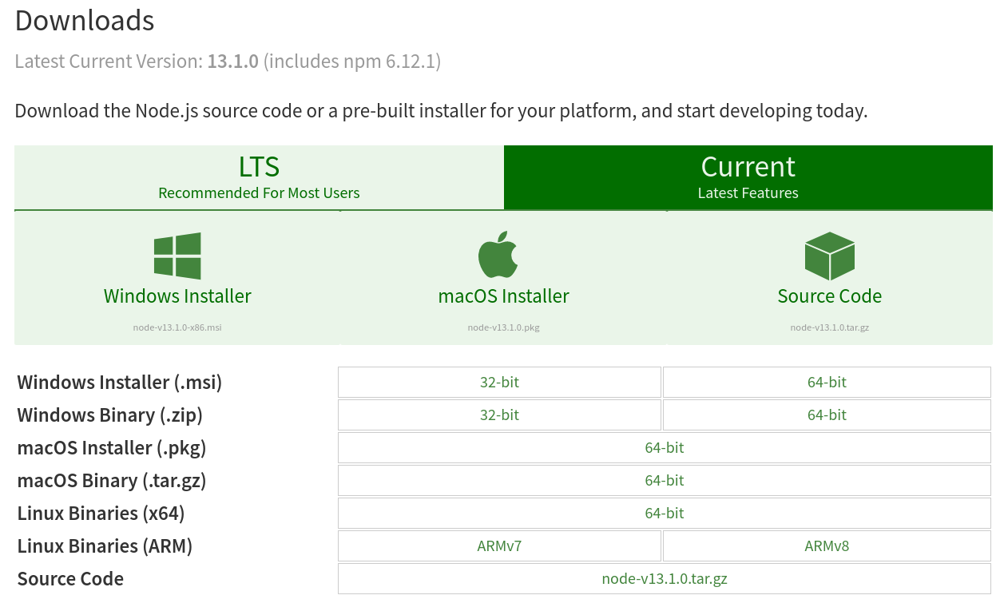 Downloads
Latest Current Version: 13.1.0 (includes npm 6.12.1)
Download the Node.js source code or a pre-built installer for your platform, and start developing today.
LTS
Recommended For Most Users
Current
Latest Features
Windows Installer
node-v13.1.0-x86.msi
macOS Installer
node-v13.1.0.pkg
Source Code
node-v13.1.0.tar.gz
Windows Installer (.msi) 32-bit 64-bit
Windows Binary (.zip) 32-bit 64-bit
macOS Installer (.pkg) 64-bit
macOS Binary (.tar.gz) 64-bit
Linux Binaries (x64) 64-bit
Linux Binaries (ARM) ARMv7 ARMv8
Source Code node-v13.1.0.tar.gz